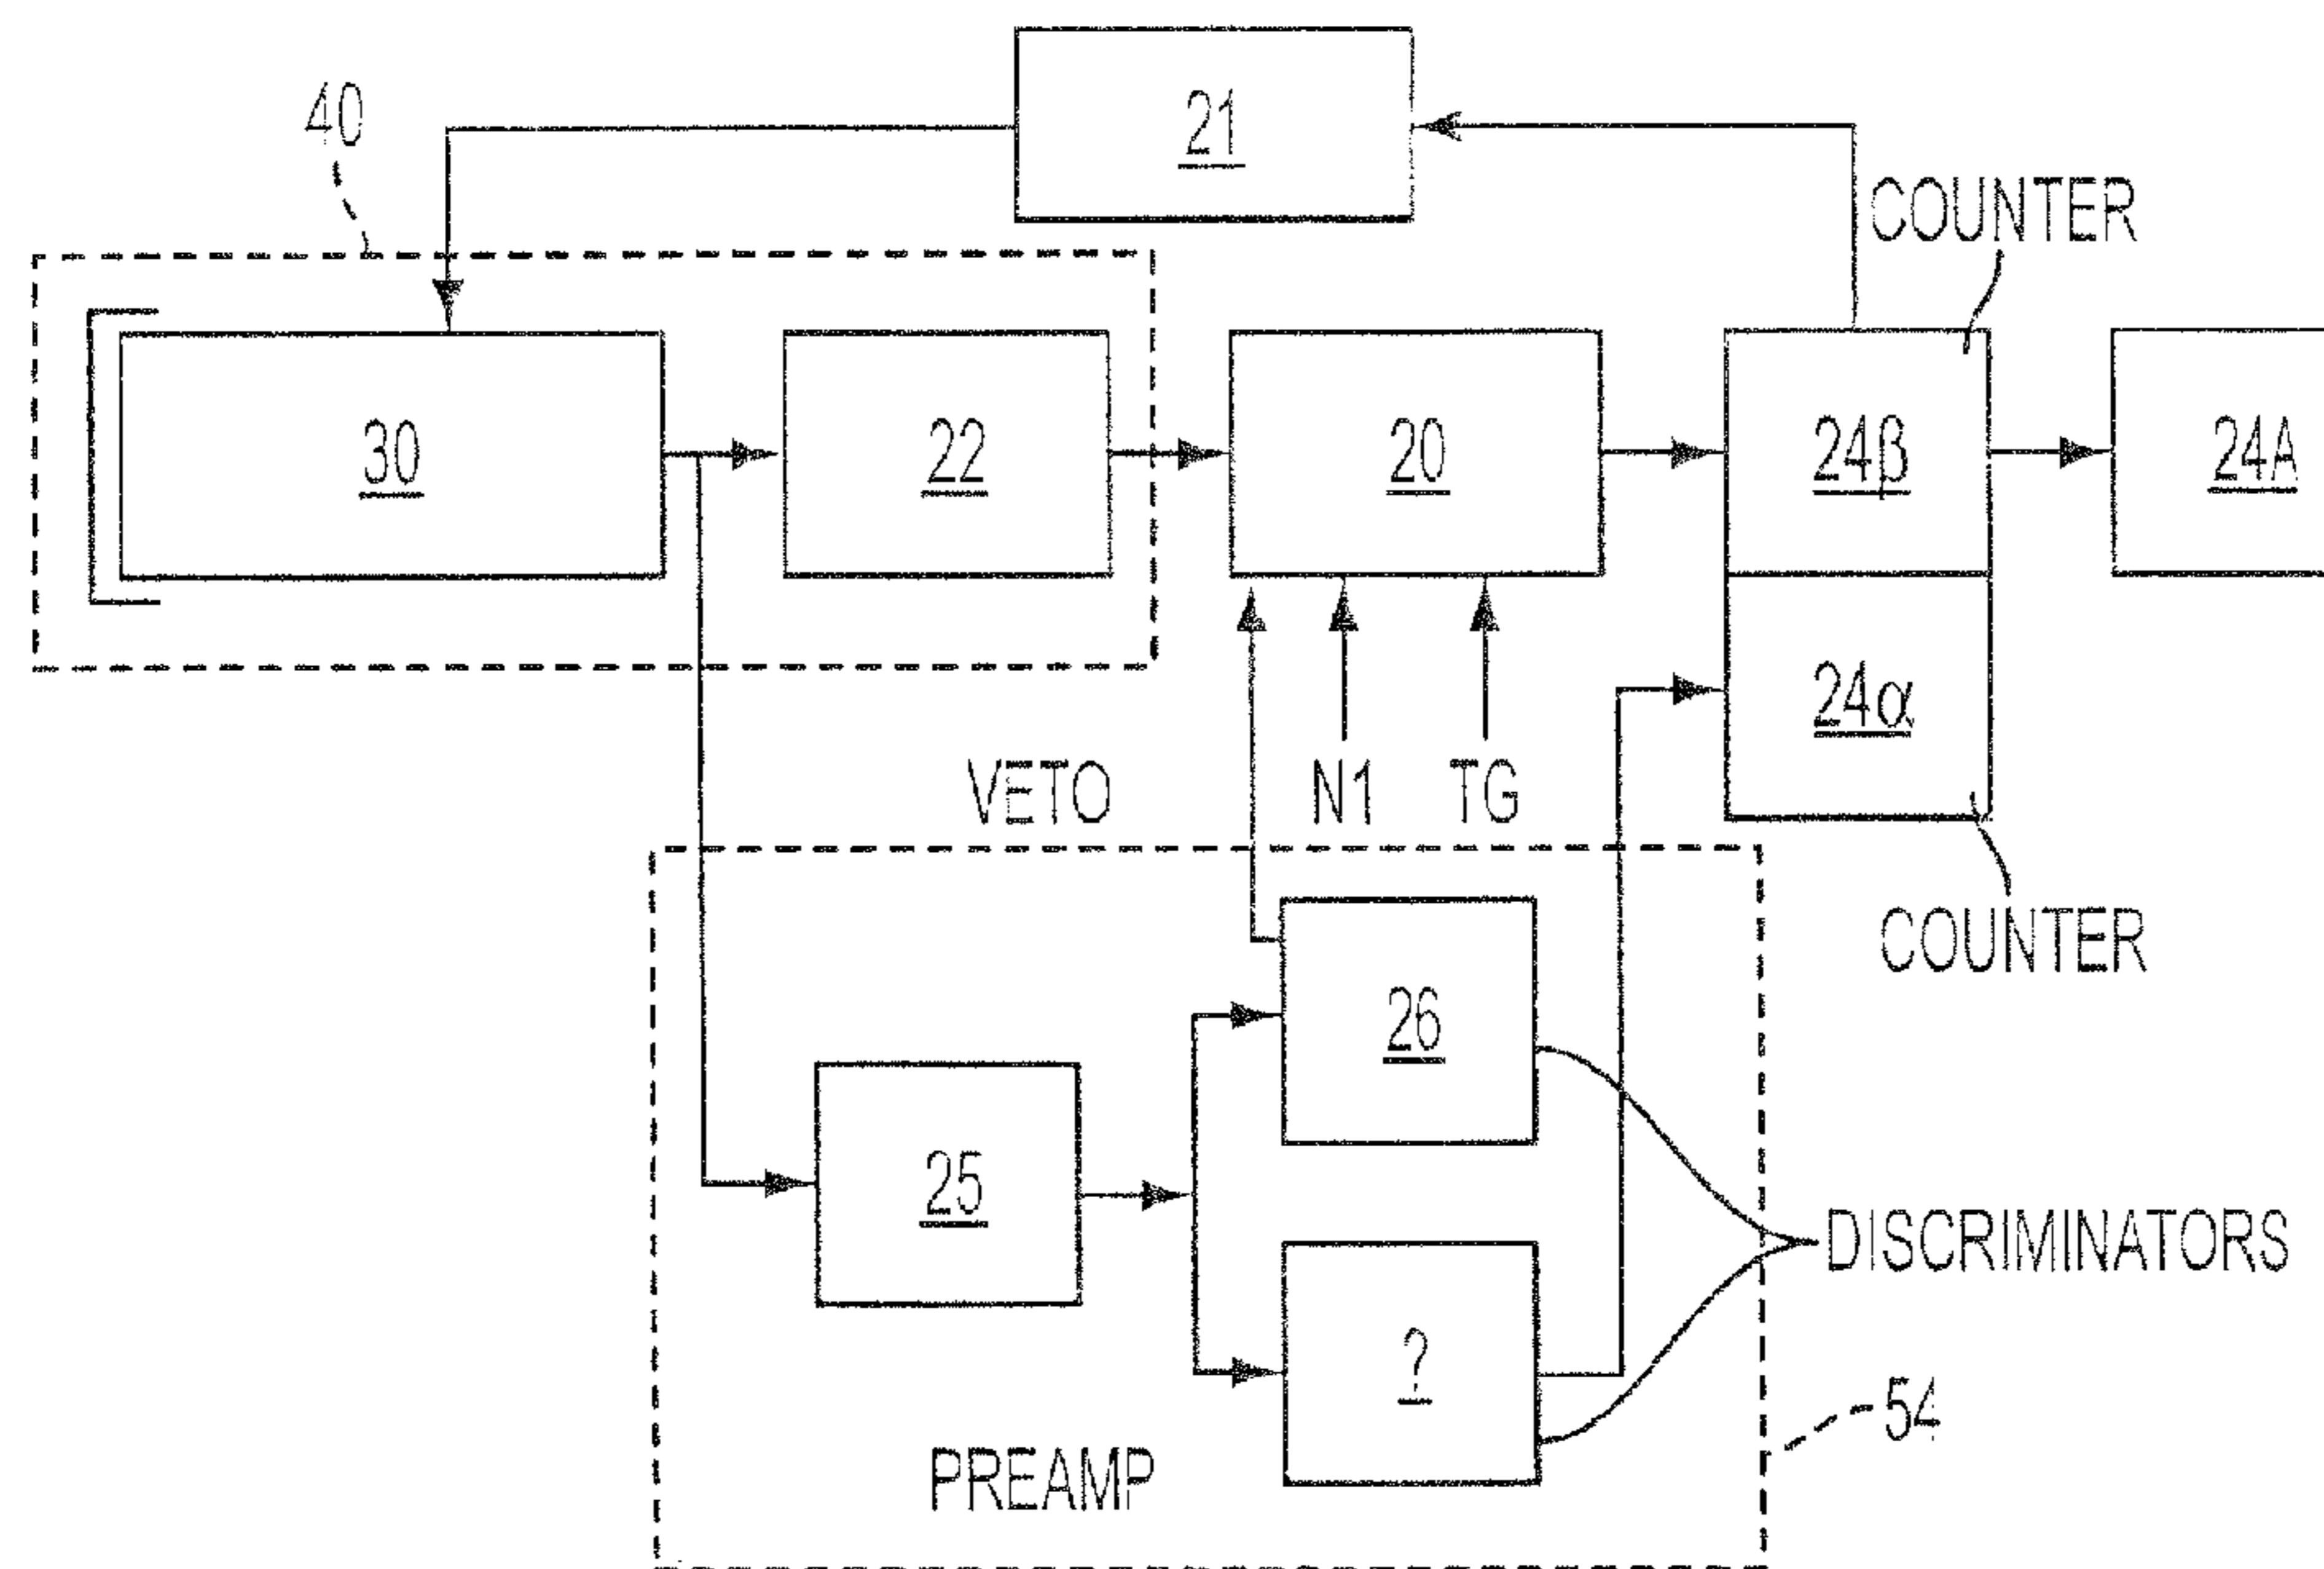 21
40
COUNTER
30
22
20
24β
24A
24α
VETO
N1
TG
COUNTER
26
25
DISCRIMINATORS
?
54
PREAMP